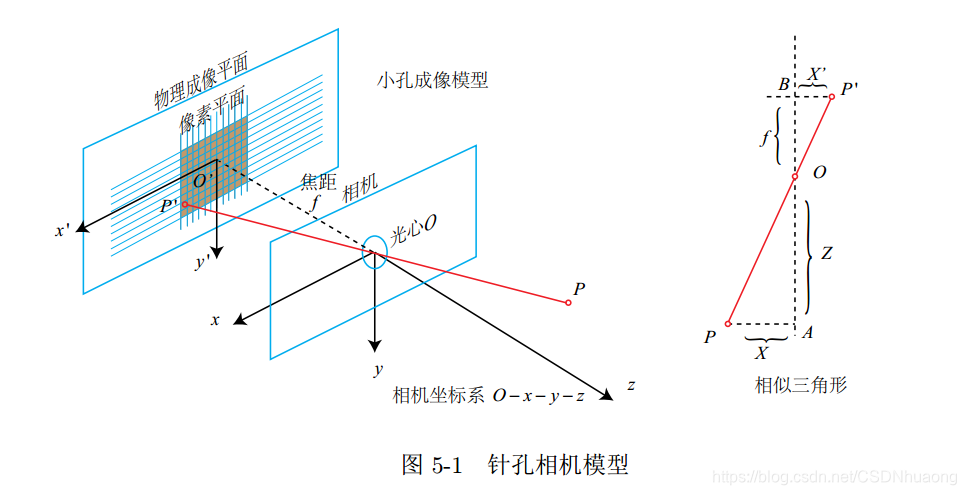 物理成像平面
像素平面
小孔成像模型
O'
P'
x'
y'
焦距
f
相机
光心O
P
x
y
z
相机坐标系 O-x-y-z
B
X'
P'
f
O
Z
P
X
A
相似三角形
图 5-1 针孔相机模型
https://blog.csdn.net/CSDNhuaong